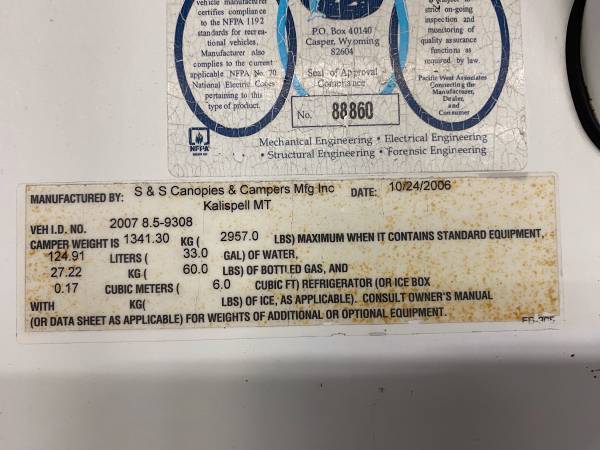 vehicle manufacturer
certifies compliance
to the NFPA 1192
standards for recrea-
tional vehicles.
Manufacturer also
complies to the current
applicable NFPA No. 70
National Electric Codes
pertaining to this
type of product.
NFPA
P.O. Box 40140
Casper, Wyoming
82604
Seal of Approval
Compliance
No. 88860
strict on-going
inspection and
monitoring of
quality assurance
functions as
required by law.
Pacific West Associates
Connecting the
Manufacturer,
Dealer,
and
Consumer
Mechanical Engineering • Electrical Engineering
• Structural Engineering • Forensic Engineering
MANUFACTURED BY: S & S Canopies & Campers Mfg Inc DATE: 10/24/2006
Kalispell MT
VEH I.D. NO. 2007 8.5-9308
CAMPER WEIGHT IS 1341.30 KG ( 2957.0 LBS) MAXIMUM WHEN IT CONTAINS STANDARD EQUIPMENT,
124.91 LITERS ( 33.0 GAL) OF WATER,
27.22 KG ( 60.0 LBS) OF BOTTLED GAS, AND
0.17 CUBIC METERS ( 6.0 CUBIC FT) REFRIGERATOR (OR ICE BOX
WITH KG( LBS) OF ICE, AS APPLICABLE). CONSULT OWNER'S MANUAL
(OR DATA SHEET AS APPLICABLE) FOR WEIGHTS OF ADDITIONAL OR OPTIONAL EQUIPMENT.